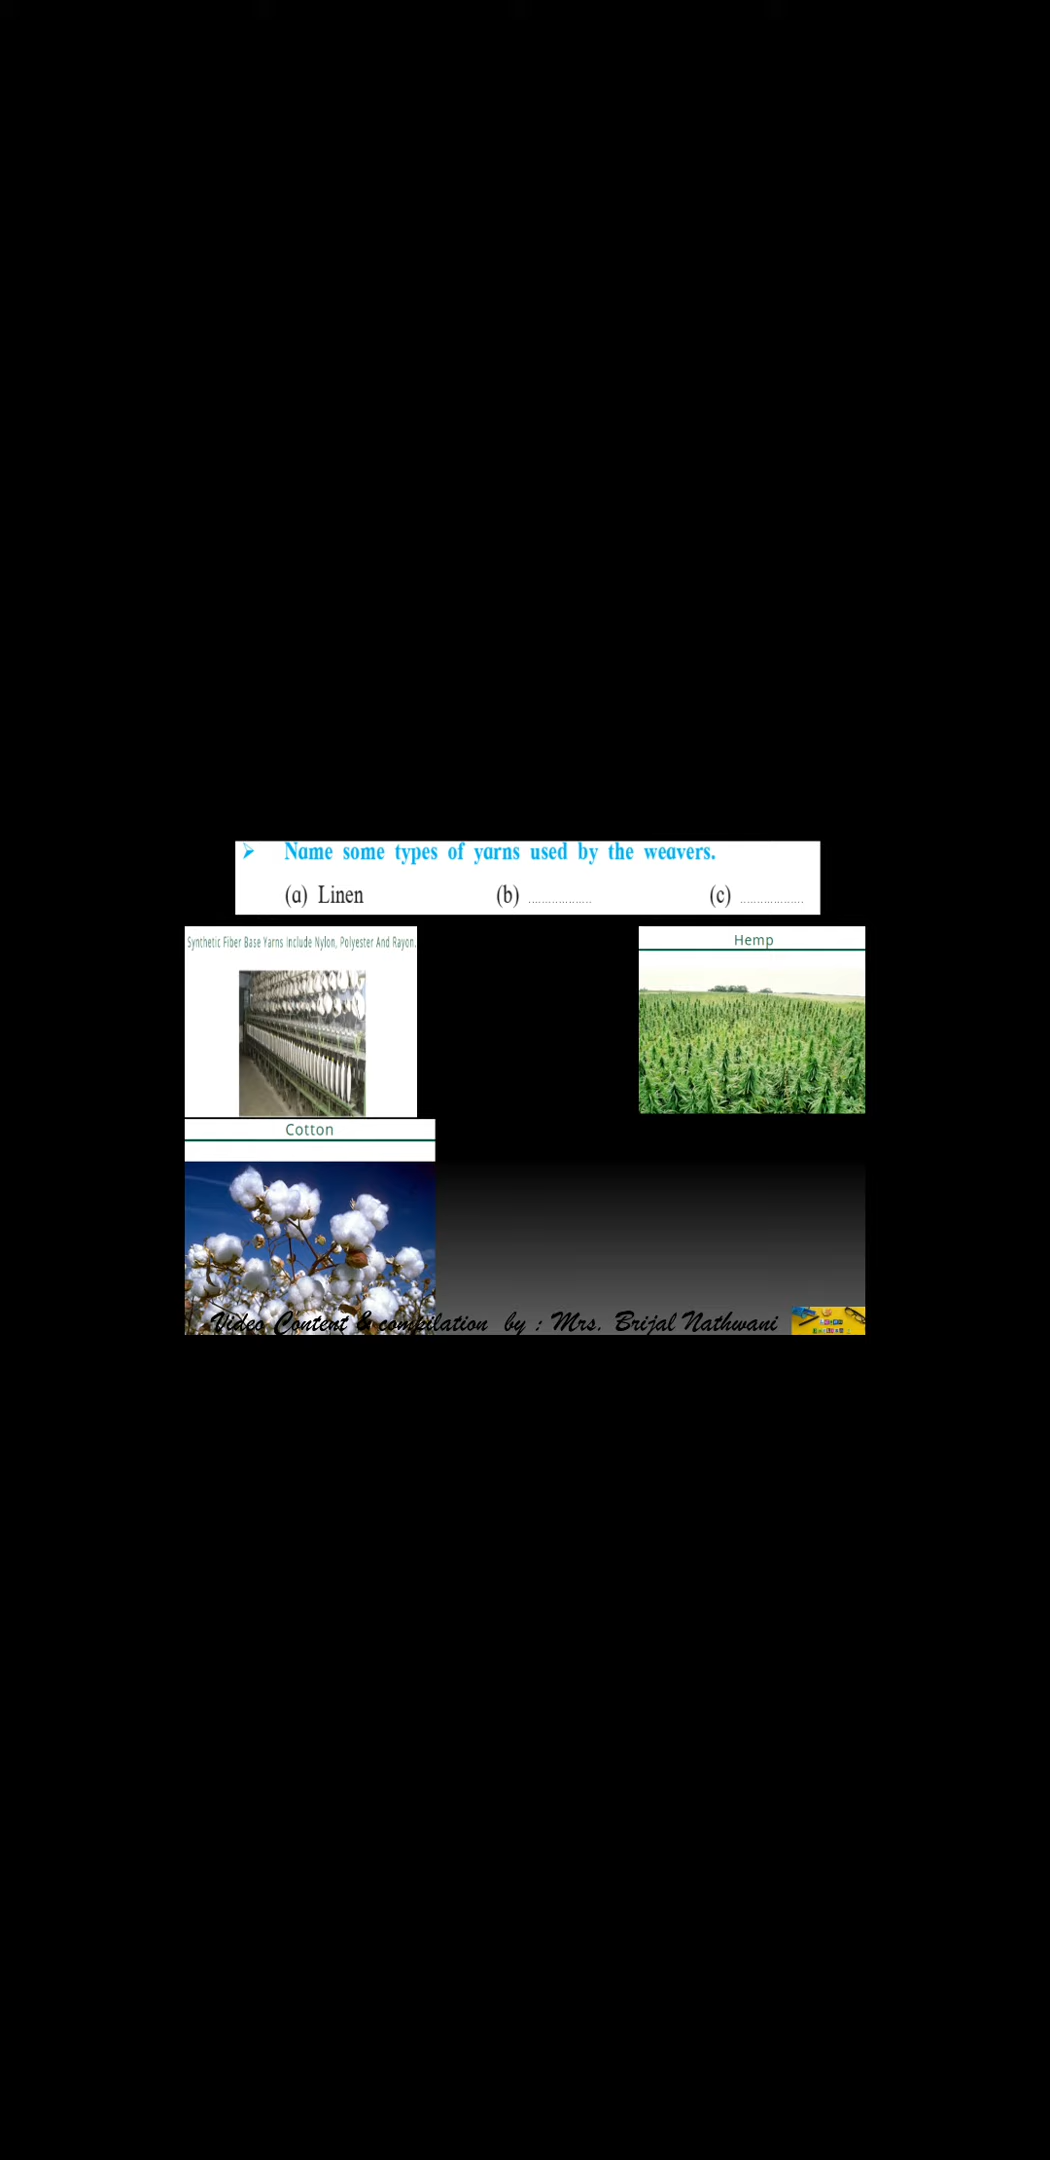 ➤ Name some types of yarns used by the weavers.
(a) Linen (b) ................... (c) ...................
Synthetic Fiber Base Yarns Include Nylon, Polyester And Rayon.
Hemp
Cotton
Video Content & compilation by : Mrs. Brijal Nathwani